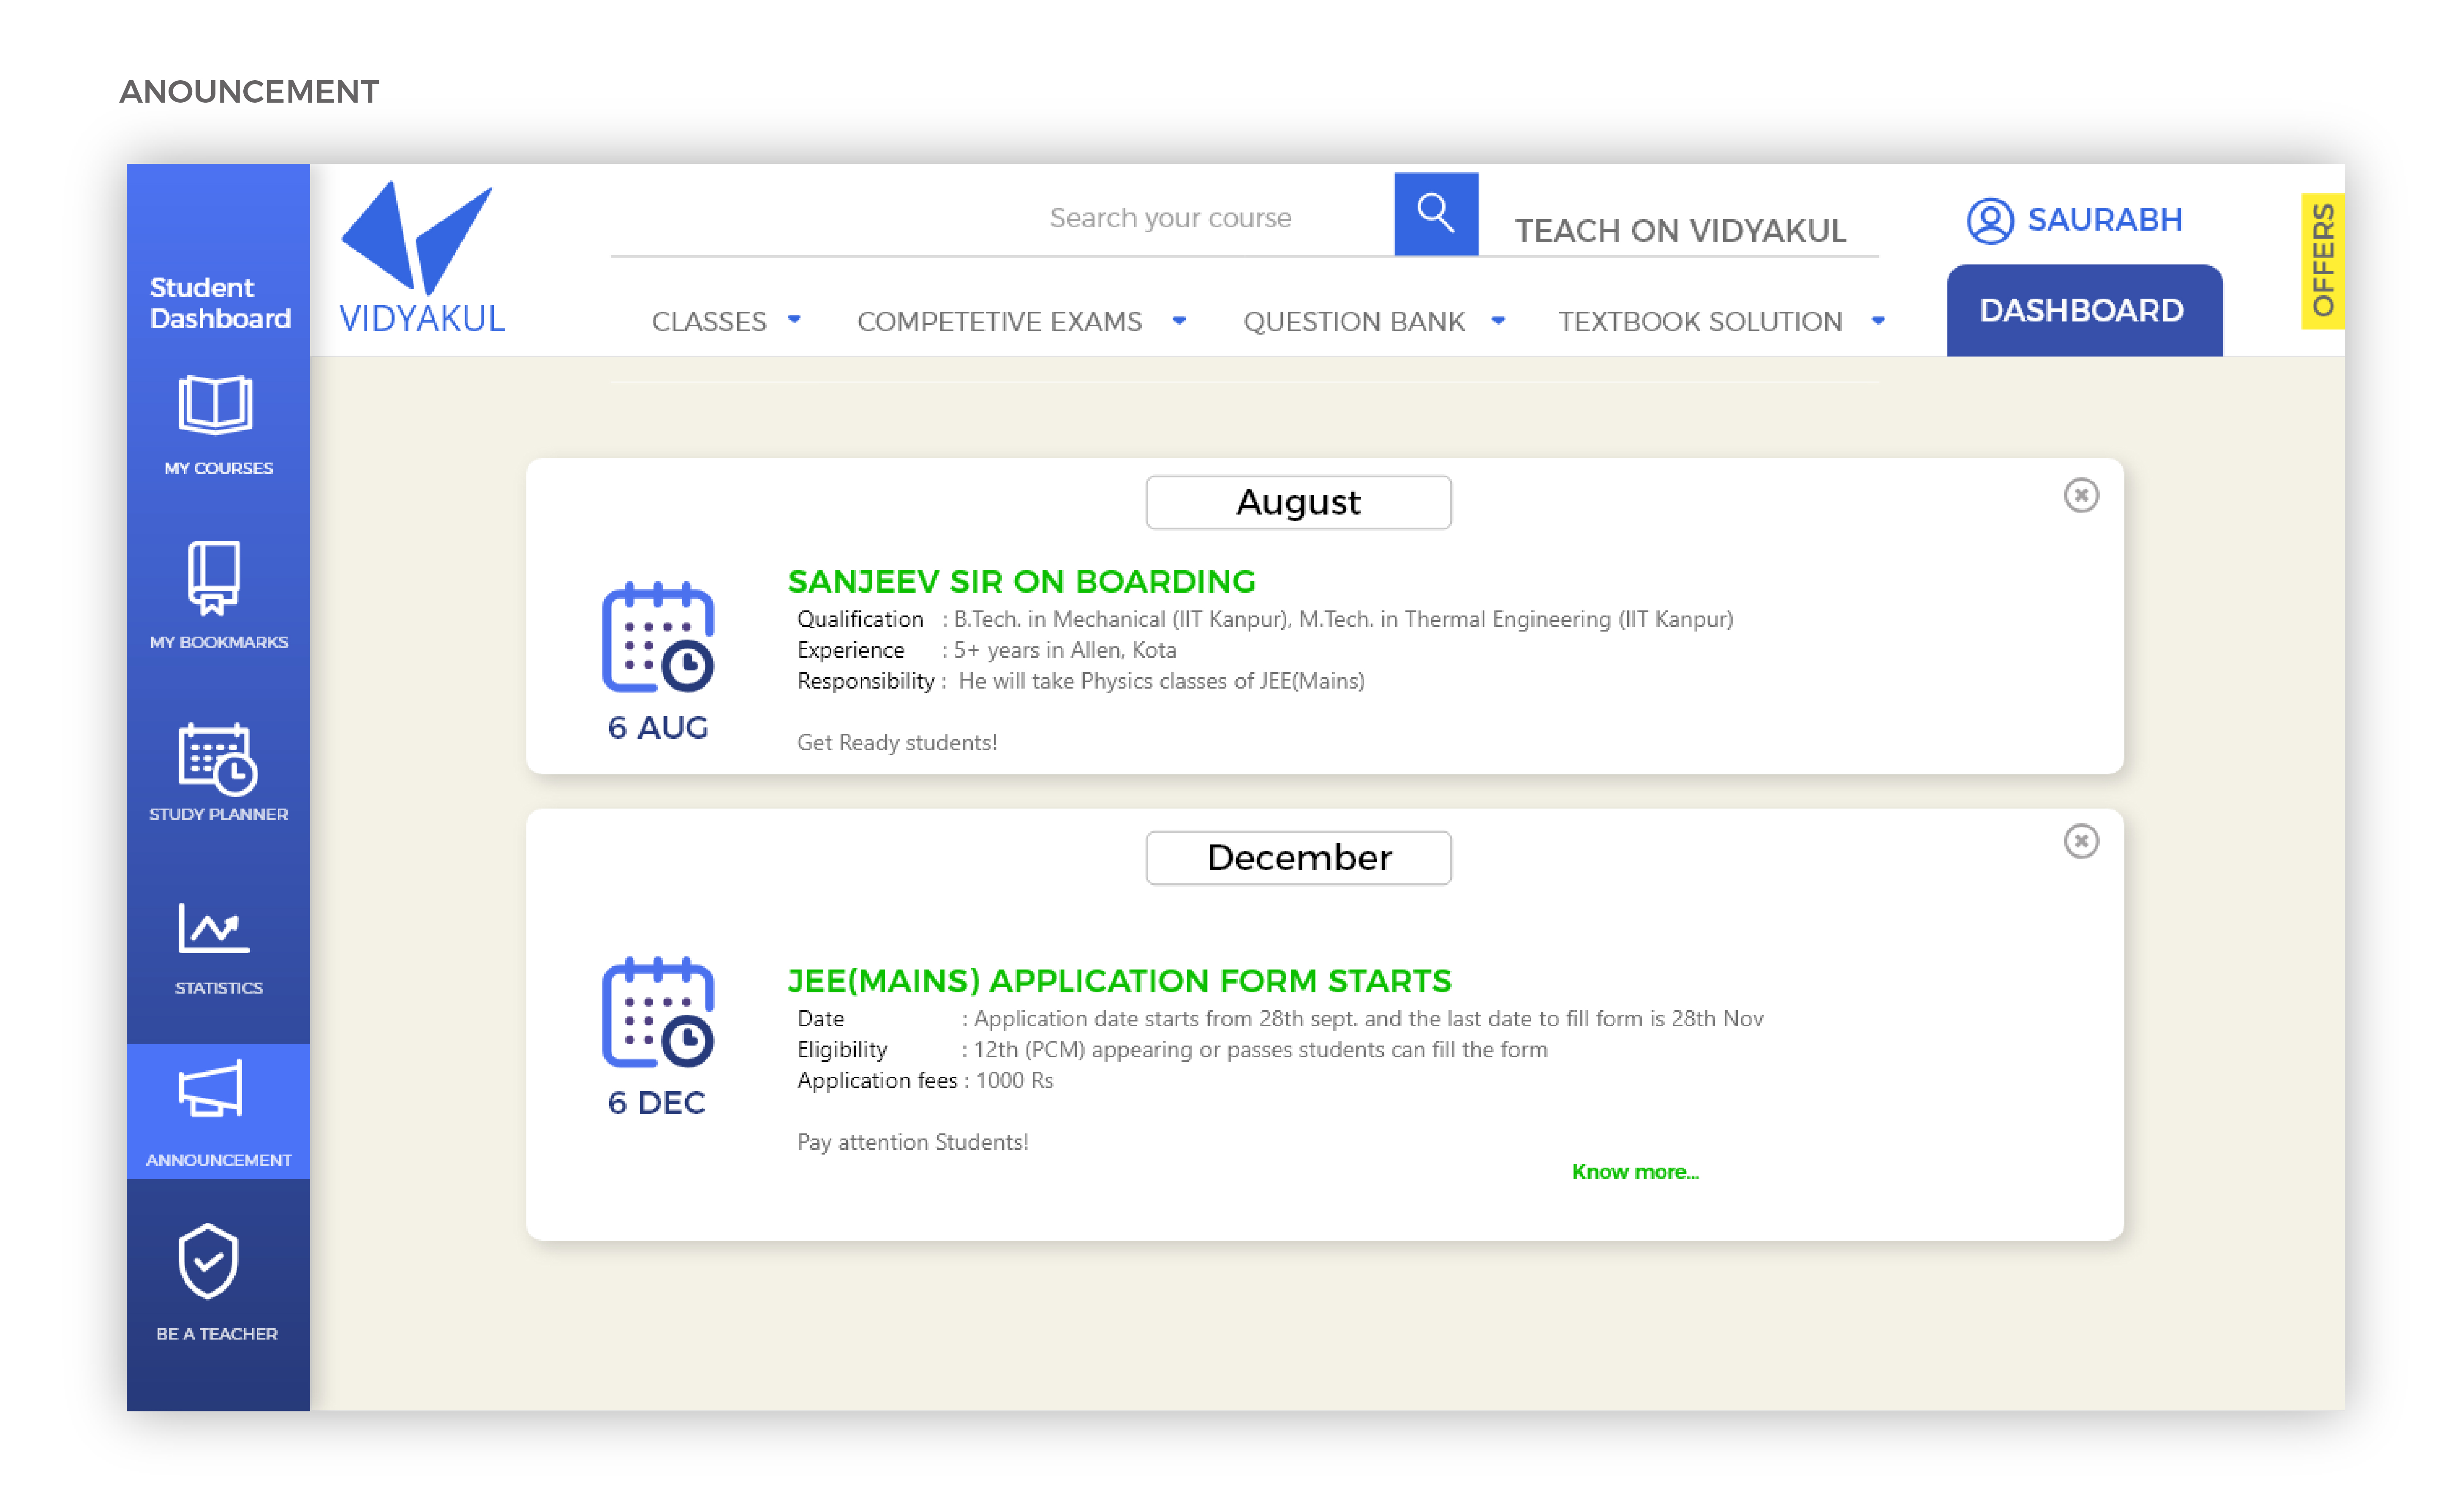 ANOUNCEMENT
Student
Dashboard
MY COURSES
MY BOOKMARKS
STUDY PLANNER
STATISTICS
ANNOUNCEMENT
BE A TEACHER
VIDYAKUL
Search your course
TEACH ON VIDYAKUL
SAURABH
OFFERS
CLASSES
COMPETETIVE EXAMS
QUESTION BANK
TEXTBOOK SOLUTION
DASHBOARD
August
SANJEEV SIR ON BOARDING
Qualification : B.Tech. in Mechanical (IIT Kanpur), M.Tech. in Thermal Engineering (IIT Kanpur)
Experience : 5+ years in Allen, Kota
Responsibility : He will take Physics classes of JEE(Mains)
6 AUG
Get Ready students!
December
JEE(MAINS) APPLICATION FORM STARTS
Date : Application date starts from 28th sept. and the last date to fill form is 28th Nov
Eligibility : 12th (PCM) appearing or passes students can fill the form
Application fees : 1000 Rs
6 DEC
Pay attention Students!
Know more...